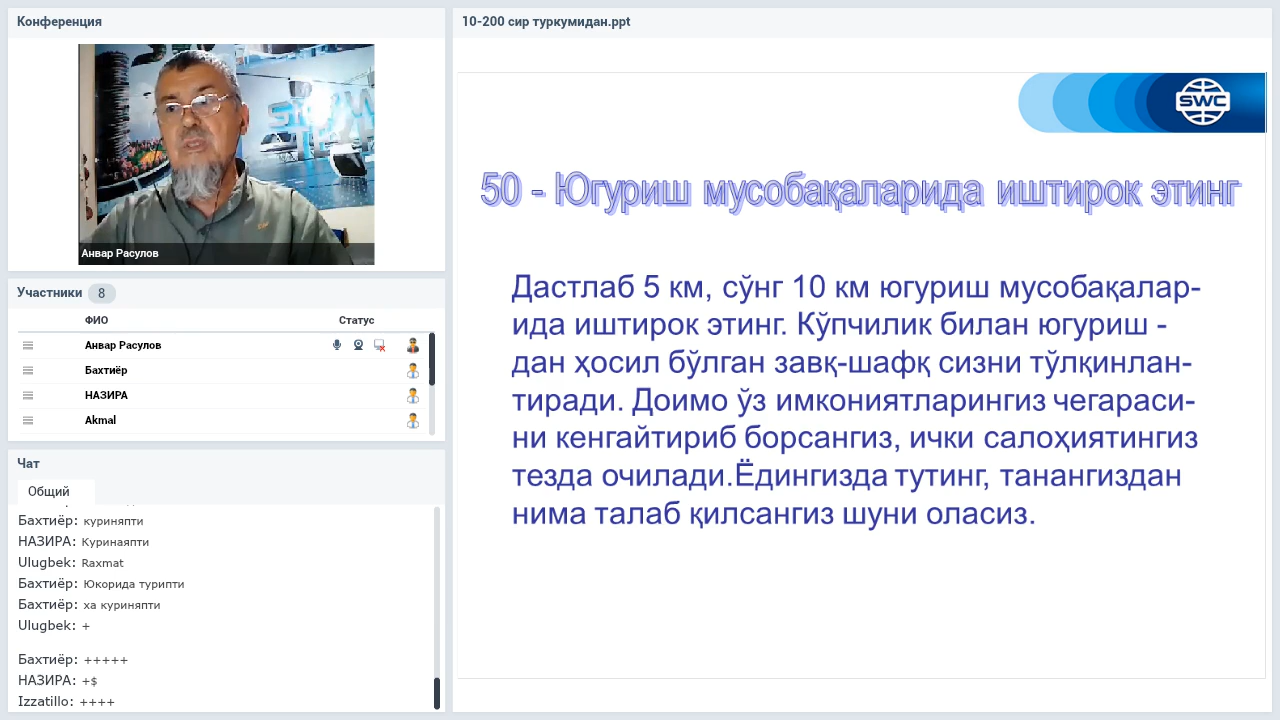 Конференция
Анвар Расулов
Участники 8
ФИО Статус
Анвар Расулов
Бахтиёр
НАЗИРА
Akmal
Чат
Общий
Бахтиёр: куриняпти
НАЗИРА: Куринаяпти
Ulugbek: Raxmat
Бахтиёр: Юкорида турипти
Бахтиёр: ха куриняпти
Ulugbek: +
Бахтиёр: +++++
НАЗИРА: +$
Izzatillo: ++++
10-200 сир туркумидан.ppt
SWC
50 - Югуриш мусобақаларида иштирок этинг
Дастлаб 5 км, сўнг 10 км югуриш мусобақалар-
ида иштирок этинг. Кўпчилик билан югуриш -
дан ҳосил бўлган завқ-шафқ сизни тўлқинлан-
тиради. Доимо ўз имкониятларингиз чегараси-
ни кенгайтириб борсангиз, ички салоҳиятингиз
тезда очилади.Ёдингизда тутинг, танангиздан
нима талаб қилсангиз шуни оласиз.